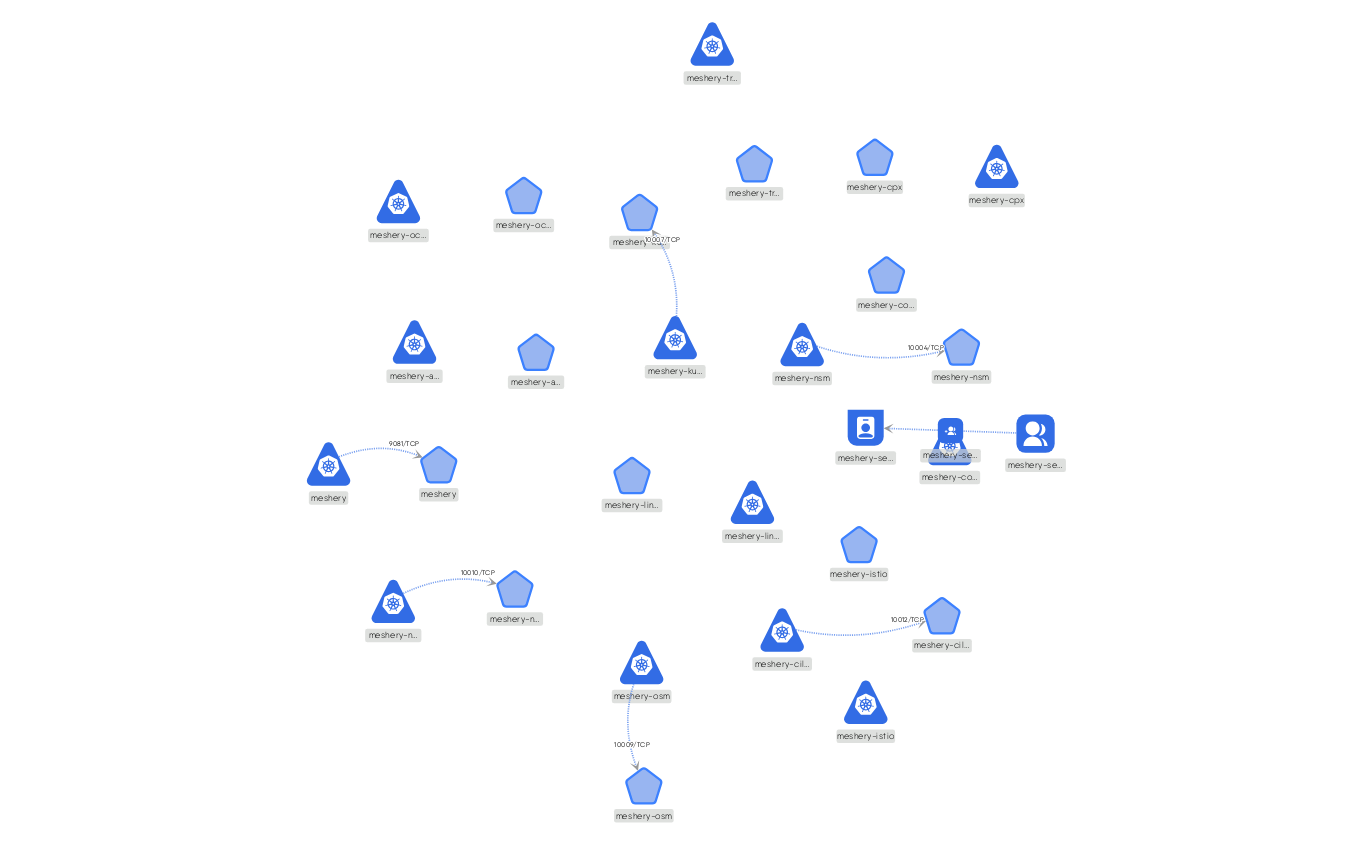 meshery-tr...
meshery-tr...
meshery-cpx
meshery-cpx
meshery-oc...
meshery-oc...
10007/TCP
meshery-co...
meshery-a...
meshery-a...
meshery-ku...
meshery-nsm
10004/TCP
meshery-nsm
meshery-se...
meshery-se...
meshery-co...
meshery-se...
9081/TCP
meshery
meshery
meshery-lin...
meshery-lin...
meshery-istio
10010/TCP
meshery-n...
meshery-n...
10012/TCP
meshery-cil...
meshery-cil...
meshery-osm
meshery-istio
10009/TCP
meshery-osm